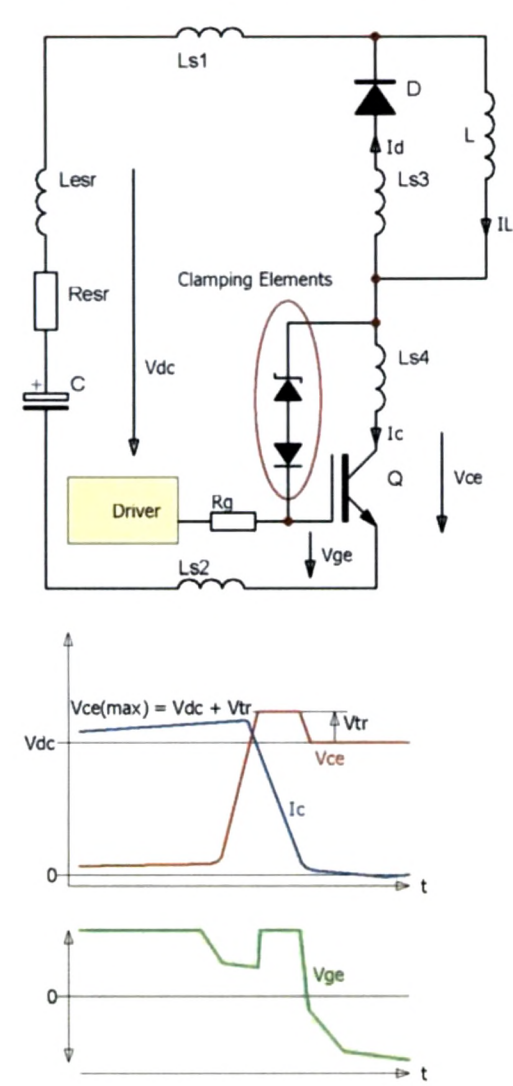 Ls1
D
Id
L
Lesr
Ls3
IL
Resr
Clamping Elements
Vdc
Ls4
+ C
Ic
Driver
Rg
Q
Vce
Vge
Ls2
Vce(max) = Vdc + Vtr
Vtr
Vdc
Vce
Ic
0
t
Vge
0
t